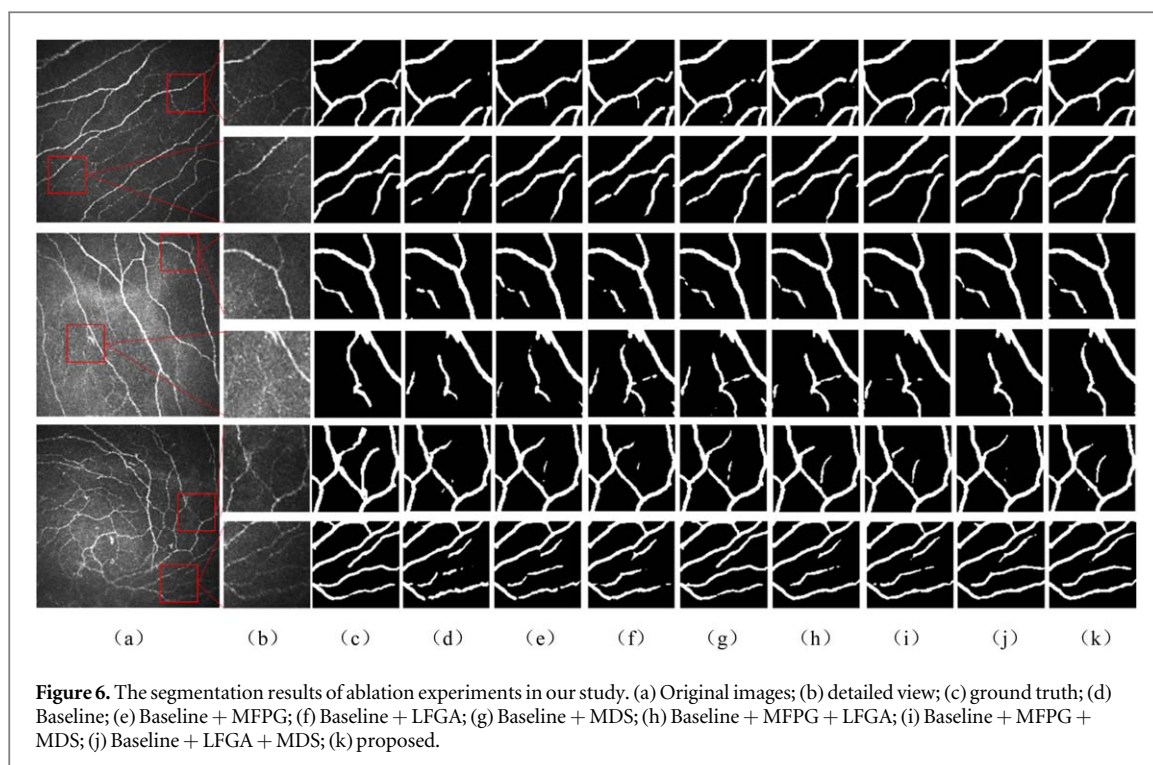 (a) (b) (c) (d) (e) (f) (g) (h) (i) (j) (k)
Figure 6. The segmentation results of ablation experiments in our study. (a) Original images; (b) detailed view; (c) ground truth; (d)
Baseline; (e) Baseline + MFPG; (f) Baseline + LFGA; (g) Baseline + MDS; (h) Baseline + MFPG + LFGA; (i) Baseline + MFPG +
MDS; (j) Baseline + LFGA + MDS; (k) proposed.